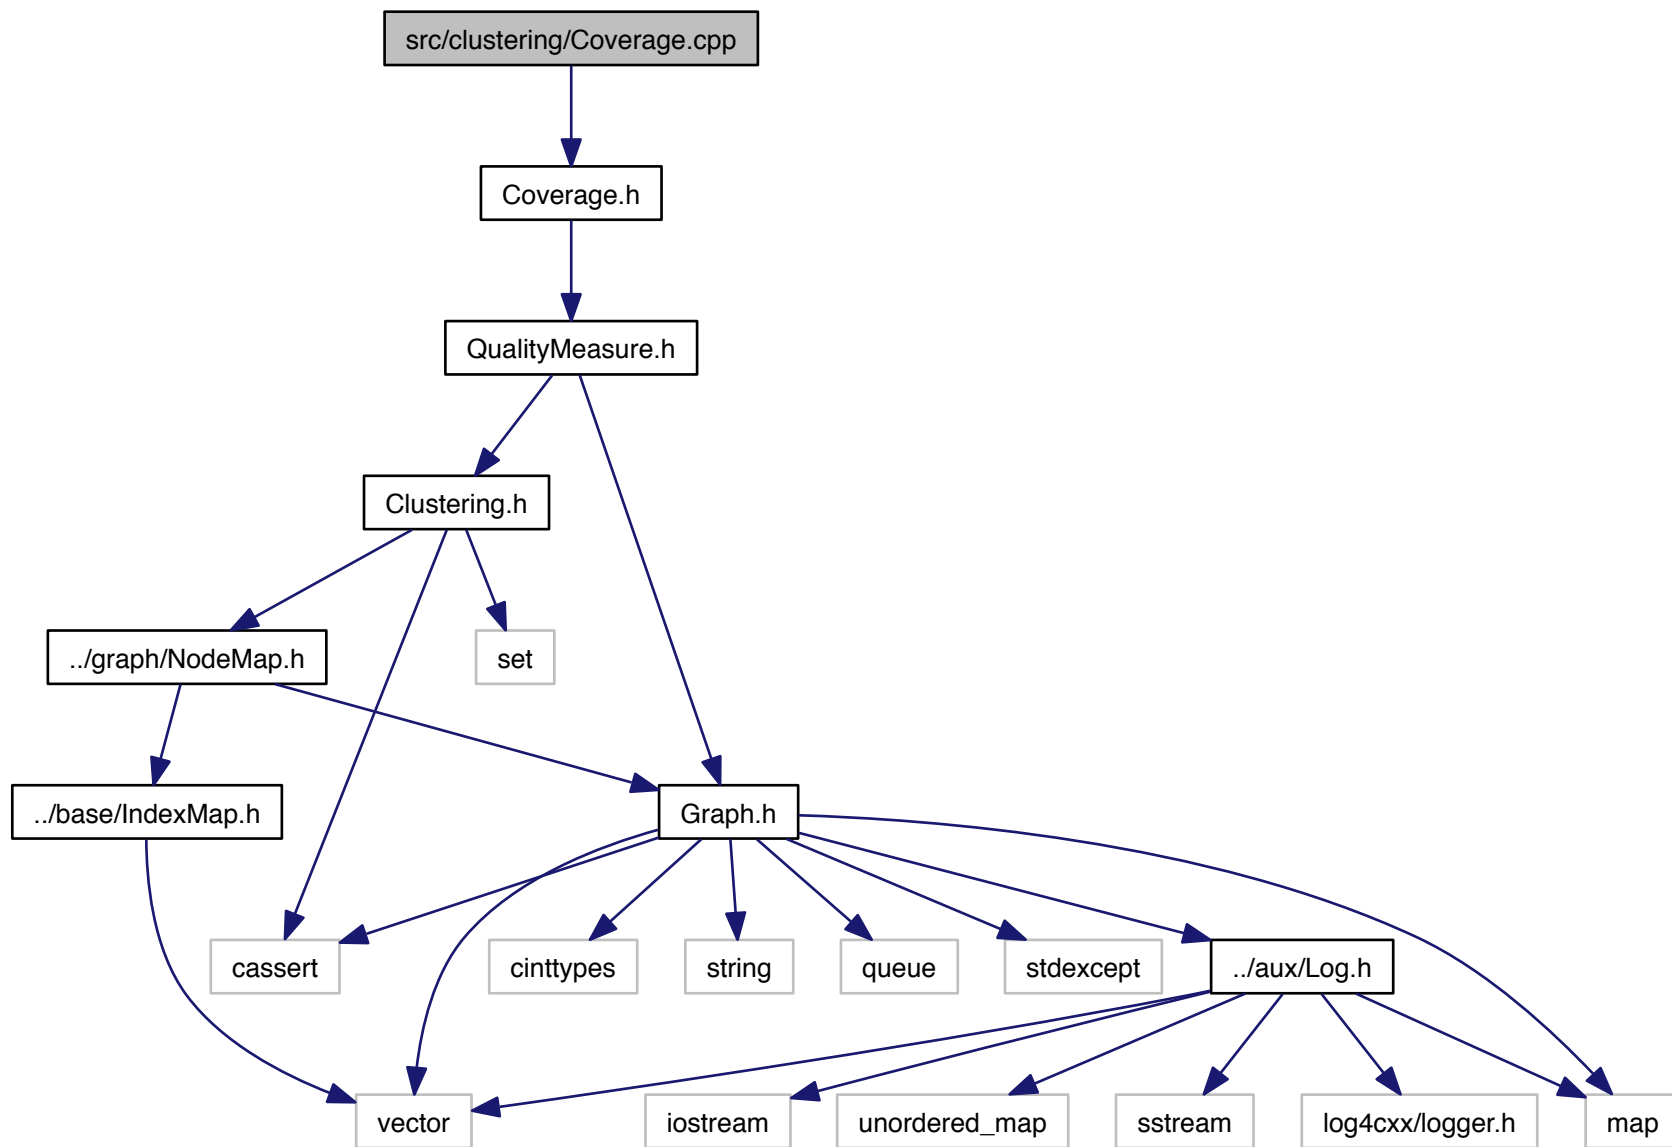 src/clustering/Coverage.cpp
Coverage.h
QualityMeasure.h
Clustering.h
../graph/NodeMap.h
set
../base/IndexMap.h
Graph.h
cassert
cinttypes
string
queue
stdexcept
../aux/Log.h
vector
iostream
unordered_map
sstream
log4cxx/logger.h
map